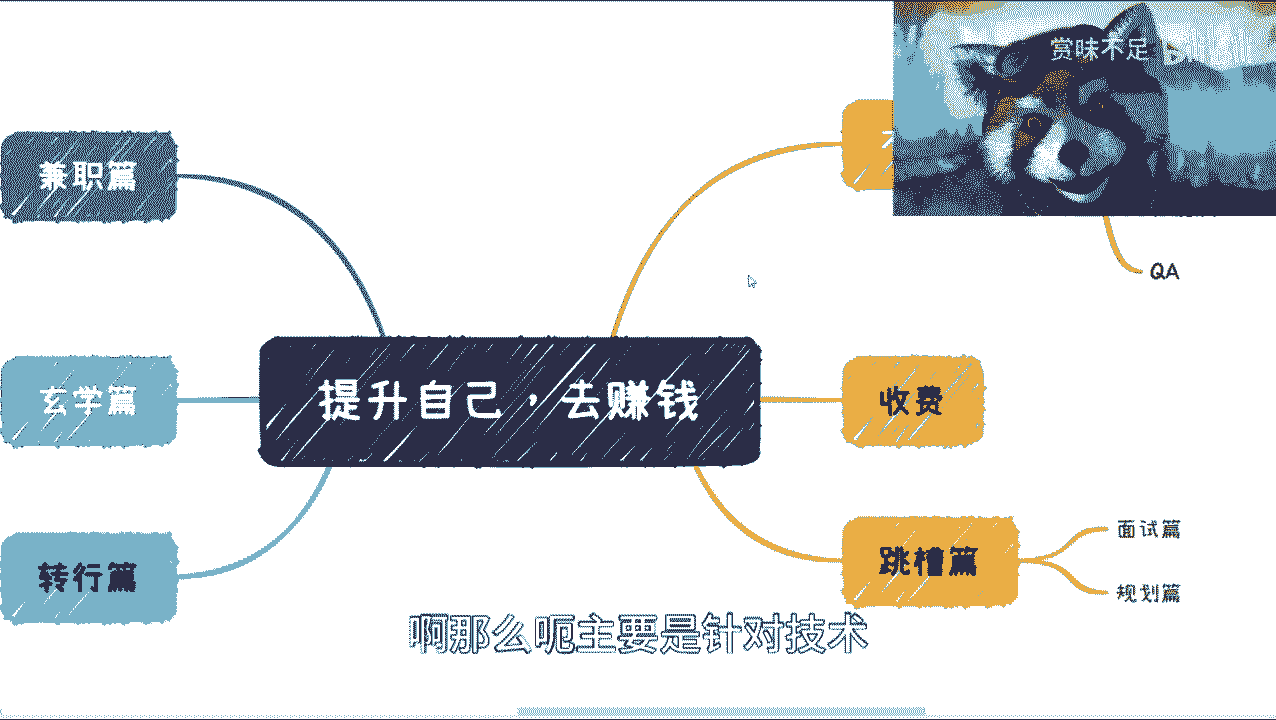 赏味不足
兼职篇
QA
提升自己，去赚钱
玄学篇
收费
转行篇
跳槽篇
面试篇
规划篇
啊那么呃主要是针对技术